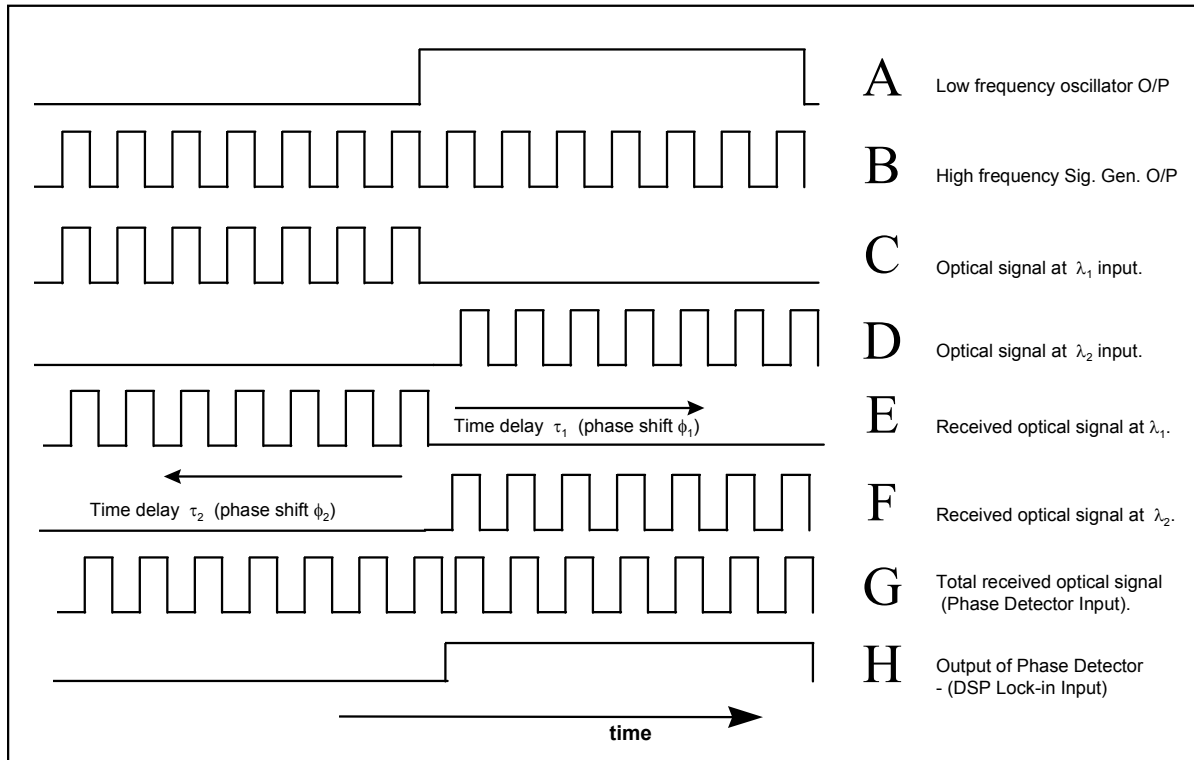 A Low frequency oscillator O/P
B High frequency Sig. Gen. O/P
C Optical signal at λ₁ input.
D Optical signal at λ₂ input.
Time delay τ₁ (phase shift ϕ₁)
E Received optical signal at λ₁.
Time delay τ₂ (phase shift ϕ₂)
F Received optical signal at λ₂.
G Total received optical signal
(Phase Detector Input).
H Output of Phase Detector
- (DSP Lock-in Input)
time